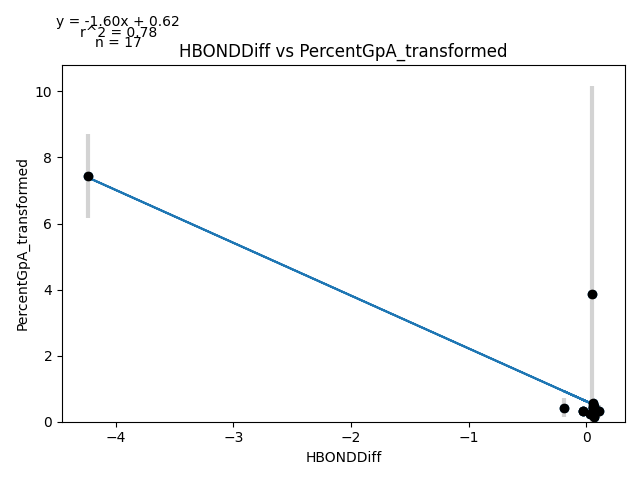 y = -1.60x + 0.62
r^2 = 0.78
n = 17
HBONDDiff vs PercentGpA_transformed
PercentGpA_transformed
10
8
6
4
2
0
−4
−3
−2
−1
0
HBONDDiff